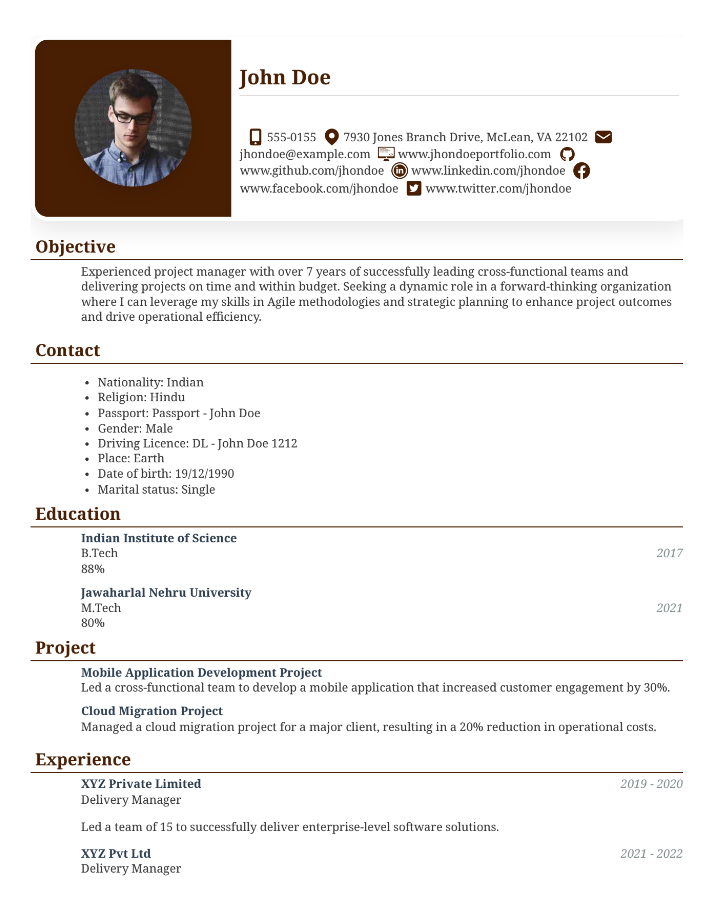 John Doe
555-0155 7930 Jones Branch Drive, McLean, VA 22102
jhondoe@example.com www.jhondoeportfolio.com
www.github.com/jhondoe www.linkedin.com/jhondoe
www.facebook.com/jhondoe www.twitter.com/jhondoe
Objective
Experienced project manager with over 7 years of successfully leading cross-functional teams and
delivering projects on time and within budget. Seeking a dynamic role in a forward-thinking organization
where I can leverage my skills in Agile methodologies and strategic planning to enhance project outcomes
and drive operational efficiency.
Contact
• Nationality: Indian
• Religion: Hindu
• Passport: Passport - John Doe
• Gender: Male
• Driving Licence: DL - John Doe 1212
• Place: Earth
• Date of birth: 19/12/1990
• Marital status: Single
Education
Indian Institute of Science
B.Tech 2017
88%
Jawaharlal Nehru University
M.Tech 2021
80%
Project
Mobile Application Development Project
Led a cross-functional team to develop a mobile application that increased customer engagement by 30%.
Cloud Migration Project
Managed a cloud migration project for a major client, resulting in a 20% reduction in operational costs.
Experience
XYZ Private Limited 2019 - 2020
Delivery Manager
Led a team of 15 to successfully deliver enterprise-level software solutions.
XYZ Pvt Ltd 2021 - 2022
Delivery Manager